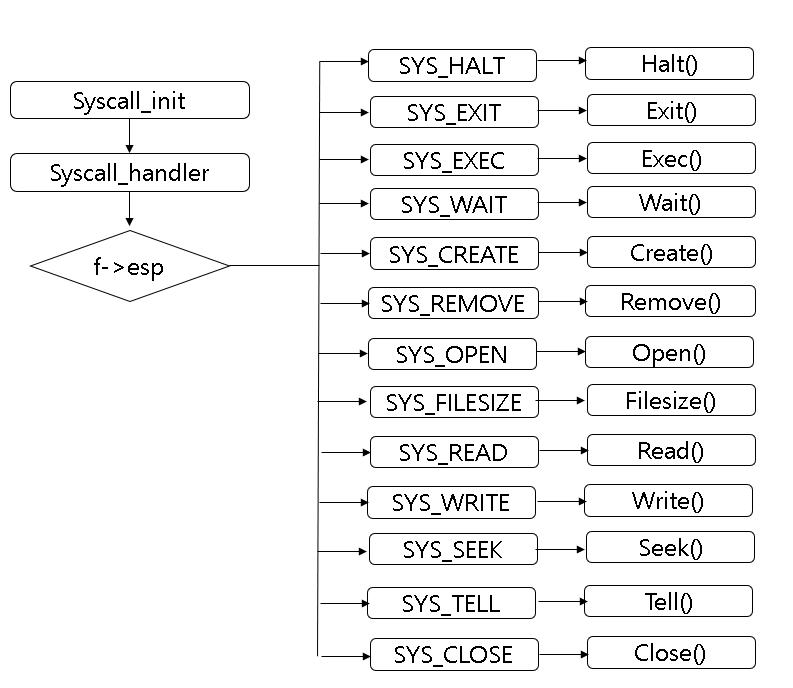 Syscall_init
Syscall_handler
f->esp
SYS_HALT
Halt()
SYS_EXIT
Exit()
SYS_EXEC
Exec()
SYS_WAIT
Wait()
SYS_CREATE
Create()
SYS_REMOVE
Remove()
SYS_OPEN
Open()
SYS_FILESIZE
Filesize()
SYS_READ
Read()
SYS_WRITE
Write()
SYS_SEEK
Seek()
SYS_TELL
Tell()
SYS_CLOSE
Close()